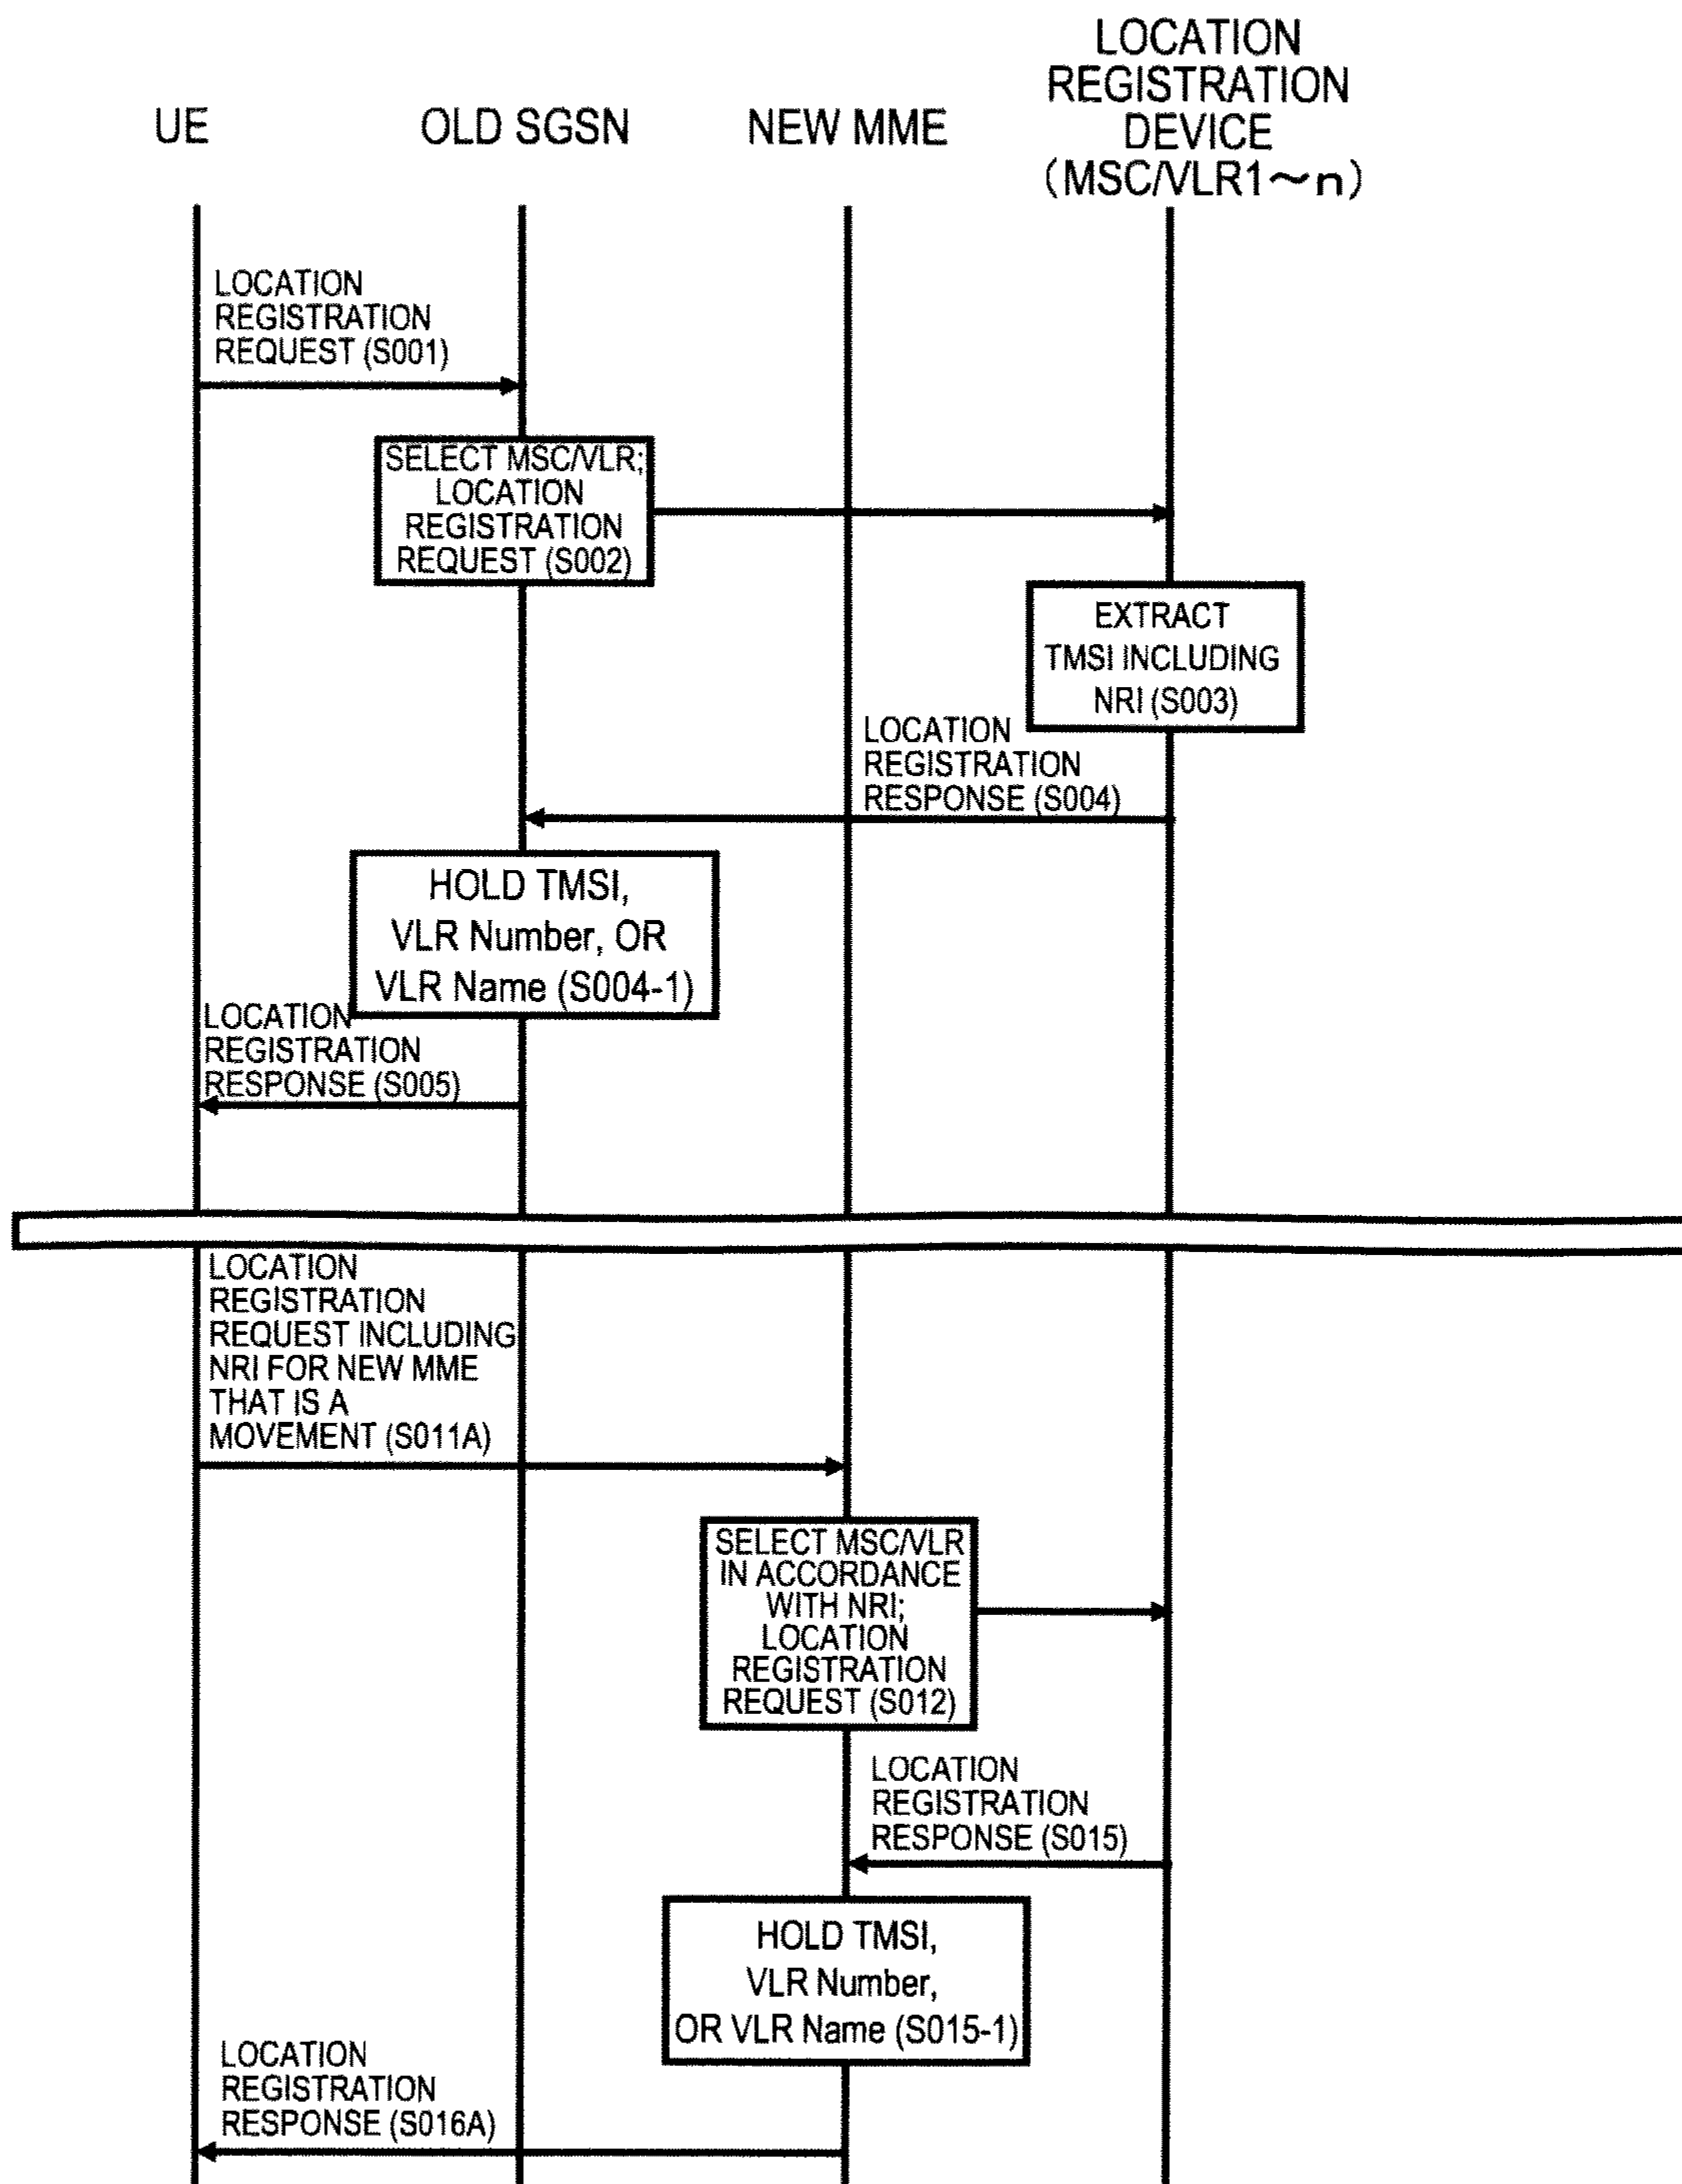 UE
OLD SGSN
NEW MME
LOCATION
REGISTRATION
DEVICE
(MSC/VLR1～n)
LOCATION
REGISTRATION
REQUEST (S001)
SELECT MSC/VLR;
LOCATION
REGISTRATION
REQUEST (S002)
EXTRACT
TMSI INCLUDING
NRI (S003)
LOCATION
REGISTRATION
RESPONSE (S004)
HOLD TMSI,
VLR Number, OR
VLR Name (S004-1)
LOCATION
REGISTRATION
RESPONSE (S005)
LOCATION
REGISTRATION
REQUEST INCLUDING
NRI FOR NEW MME
THAT IS A
MOVEMENT (S011A)
SELECT MSC/VLR
IN ACCORDANCE
WITH NRI;
LOCATION
REGISTRATION
REQUEST (S012)
LOCATION
REGISTRATION
RESPONSE (S015)
HOLD TMSI,
VLR Number,
OR VLR Name (S015-1)
LOCATION
REGISTRATION
RESPONSE (S016A)